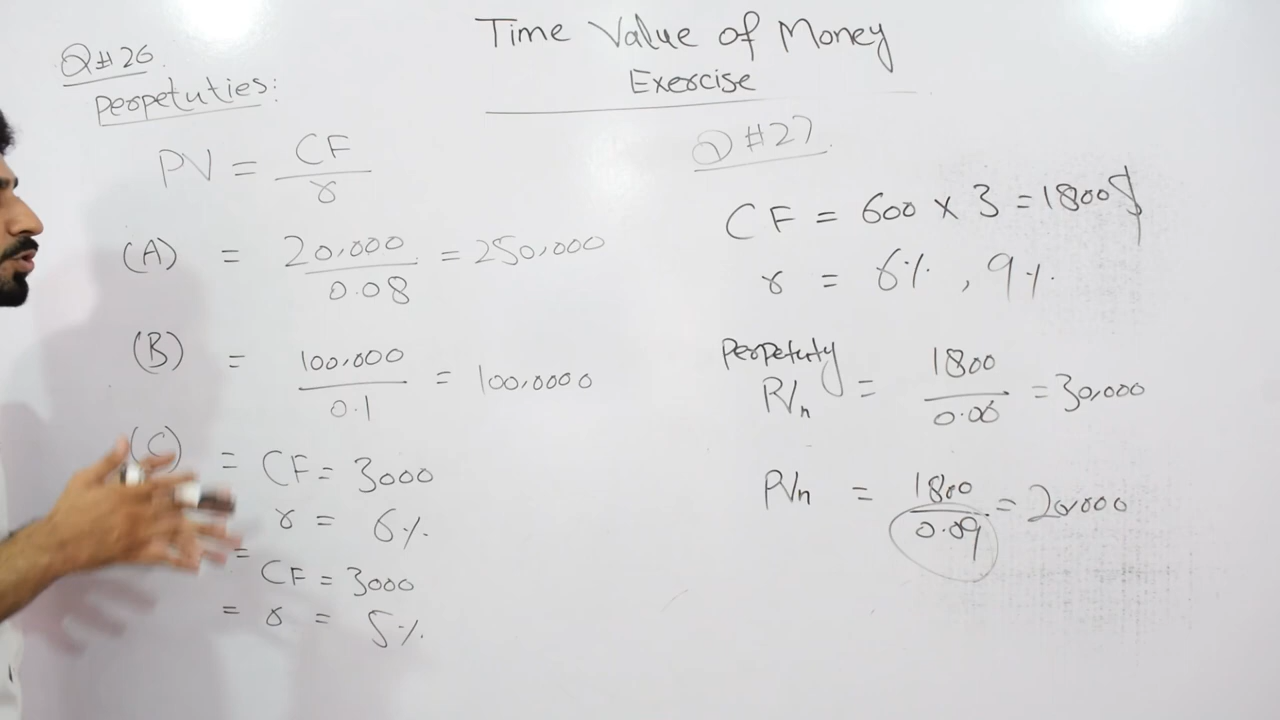 Time Value of Money
Exercise
Q#26
Perpetuties:
PV = CF / r
(A) = 20,000 / 0.08 = 250,000
(B) = 100,000 / 0.1 = 100,0000
(C) = CF = 3000
r = 6%
= CF = 3000
= r = 5%
Q#27
CF = 600 x 3 = 1800$
r = 6%, 9%
Perpetuty
PVn = 1800 / 0.06 = 30,000
PVn = 1800 / 0.09 = 20,000